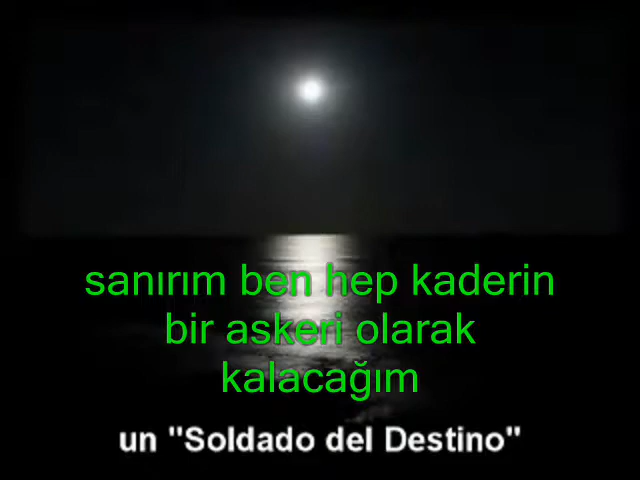 sanırım ben hep kaderin
bir askeri olarak
kalacağım
un "Soldado del Destino"